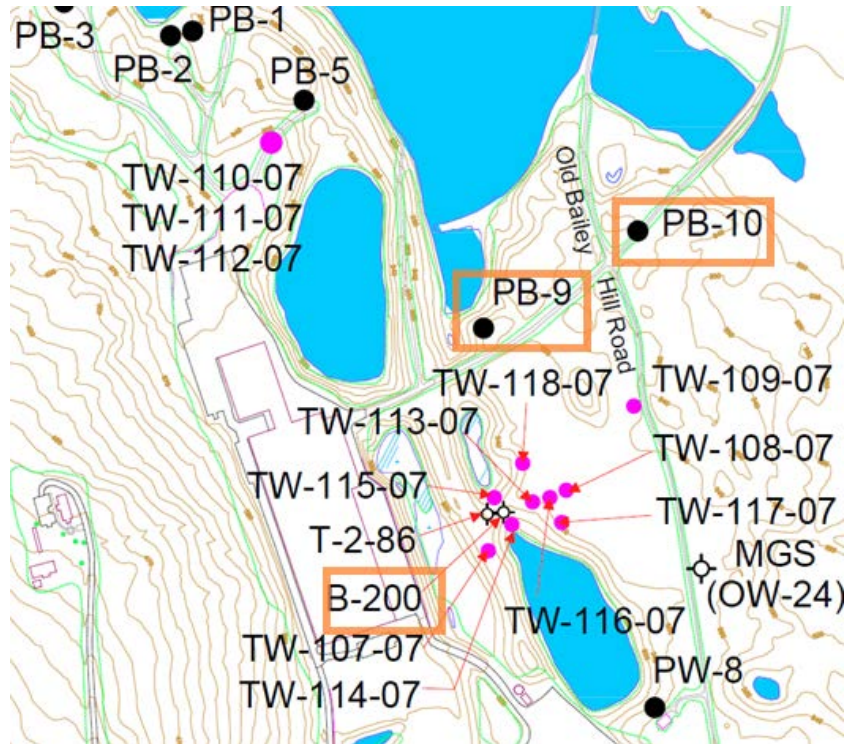 PB-1
PB-3
PB-2
PB-5
TW-110-07
TW-111-07
TW-112-07
Old Bailey
Hill Road
PB-10
PB-9
TW-118-07
TW-109-07
TW-113-07
TW-108-07
TW-115-07
TW-117-07
T-2-86
MGS
(OW-24)
B-200
TW-116-07
TW-107-07
TW-114-07
PW-8